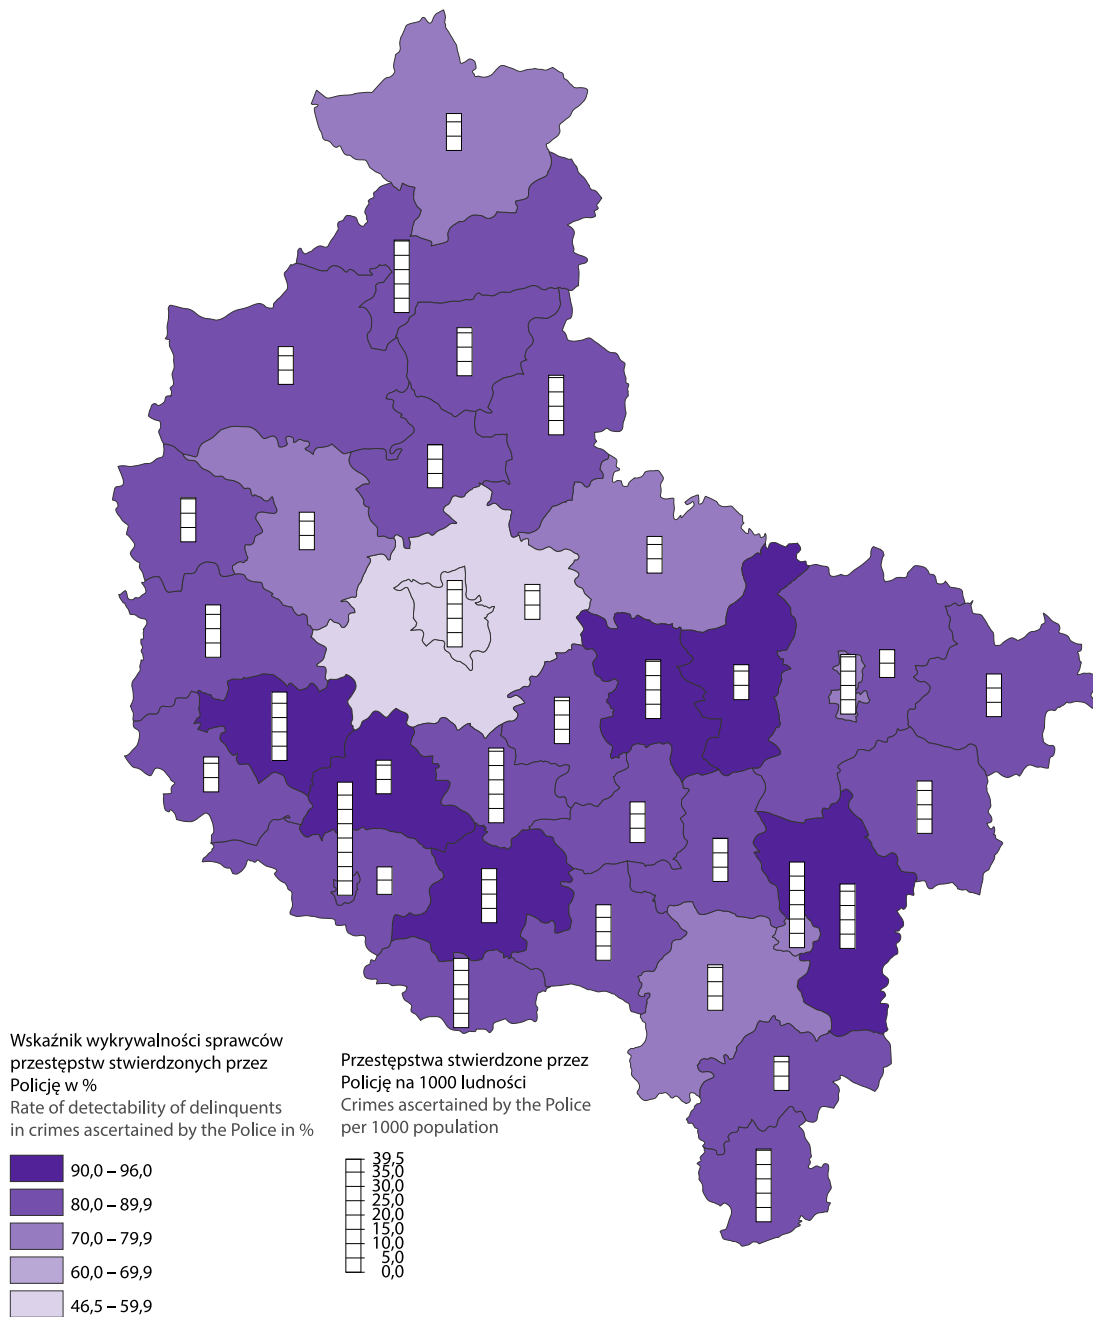 Wskaźnik wykrywalności sprawców
przestępstw stwierdzonych przez
Policję w %
Rate of detectability of delinquents
in crimes ascertained by the Police in %
90,0 – 96,0
80,0 – 89,9
70,0 – 79,9
60,0 – 69,9
46,5 – 59,9
Przestępstwa stwierdzone przez
Policję na 1000 ludności
Crimes ascertained by the Police
per 1000 population
39,5
35,0
30,0
25,0
20,0
15,0
10,0
5,0
0,0